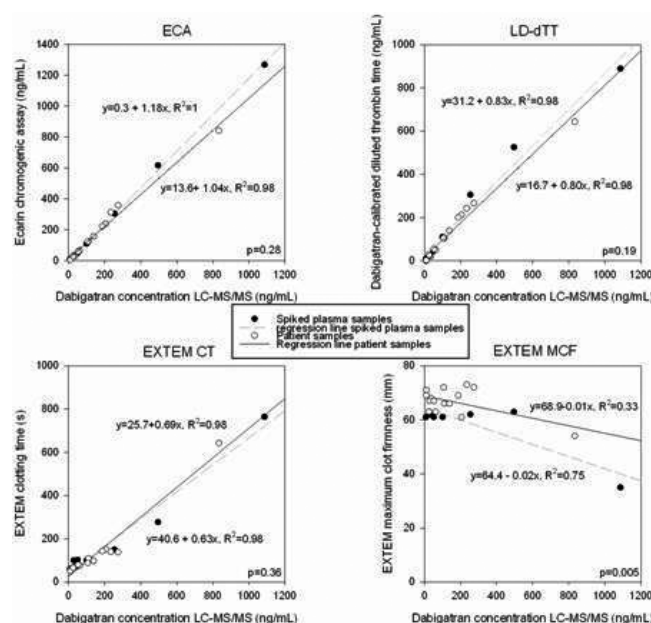 ECA
Ecarin chromogenic assay (ng/mL)
1400
1200
1000
800
600
400
200
0
y=0.3 + 1.18x, R²=1
y=13.6+ 1.04x, R²=0.98
p=0.28
0 200 400 600 800 1000 1200
Dabigatran concentration LC-MS/MS (ng/mL)
LD-dTT
Dabigatran-calibrated diluted thrombin time (ng/mL)
1000
800
600
400
200
0
y=31.2 + 0.83x, R²=0.98
y=16.7 + 0.80x, R²=0.98
p=0.19
0 200 400 600 800 1000 1200
Dabigatran concentration LC-MS/MS (ng/mL)
Spiked plasma samples
regression line spiked plasma samples
Patient samples
Regression line patient samples
EXTEM CT
EXTEM clotting time (s)
1000
800
600
400
200
0
y=25.7+0.69x, R²=0.98
y=40.6 + 0.63x, R²=0.98
p=0.36
0 200 400 600 800 1000 1200
Dabigatran concentration LC-MS/MS (ng/mL)
EXTEM MCF
EXTEM maximum clot firmness (mm)
80
60
40
20
0
y=68.9-0.01x, R²=0.33
y=64.4 - 0.02x, R²=0.75
p=0.005
0 200 400 600 800 1000 1200
Dabigatran concentration LC-MS/MS (ng/mL)